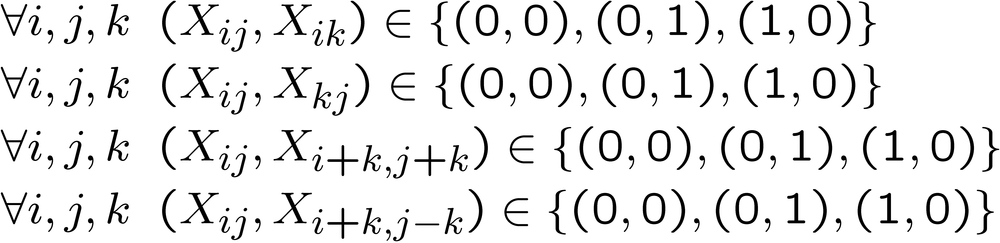 ∀i, j, k (X_{ij}, X_{ik}) ∈ {(0, 0), (0, 1), (1, 0)}
∀i, j, k (X_{ij}, X_{kj}) ∈ {(0, 0), (0, 1), (1, 0)}
∀i, j, k (X_{ij}, X_{i+k,j+k}) ∈ {(0, 0), (0, 1), (1, 0)}
∀i, j, k (X_{ij}, X_{i+k,j−k}) ∈ {(0, 0), (0, 1), (1, 0)}